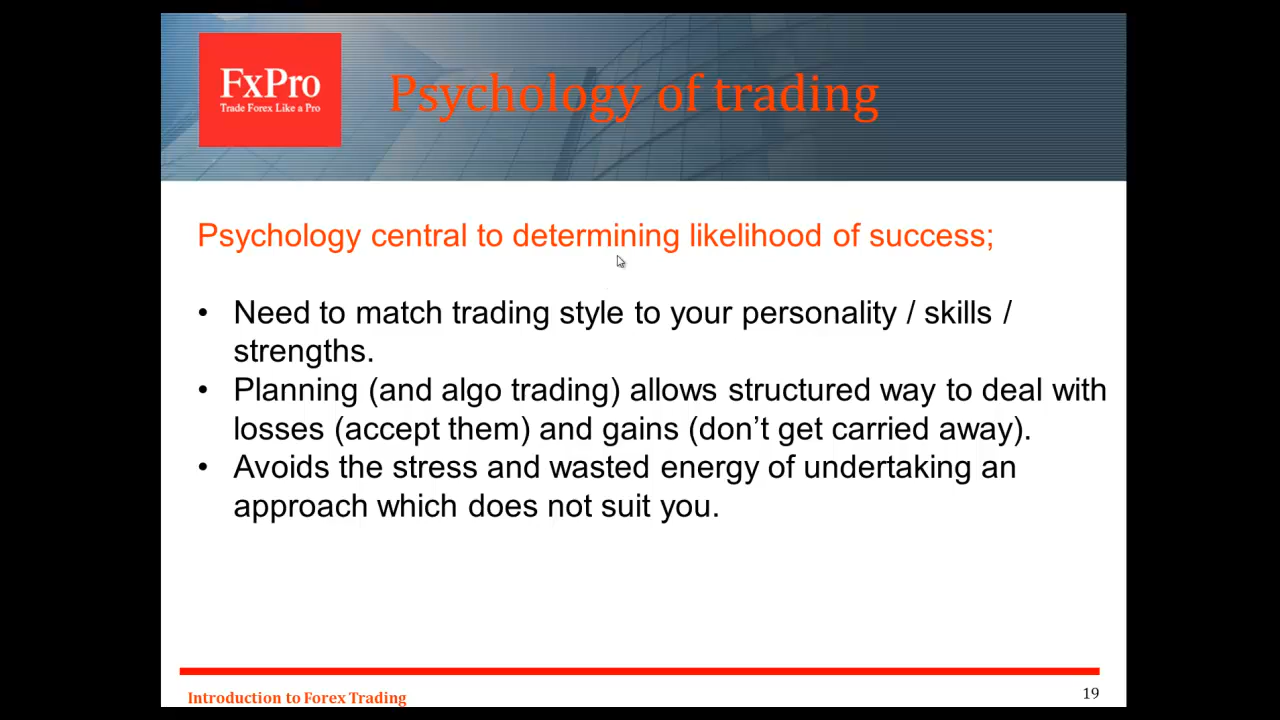 FxPro
Trade Forex Like a Pro
Psychology of trading
Psychology central to determining likelihood of success;
• Need to match trading style to your personality / skills /
strengths.
• Planning (and algo trading) allows structured way to deal with
losses (accept them) and gains (don’t get carried away).
• Avoids the stress and wasted energy of undertaking an
approach which does not suit you.
Introduction to Forex Trading
19